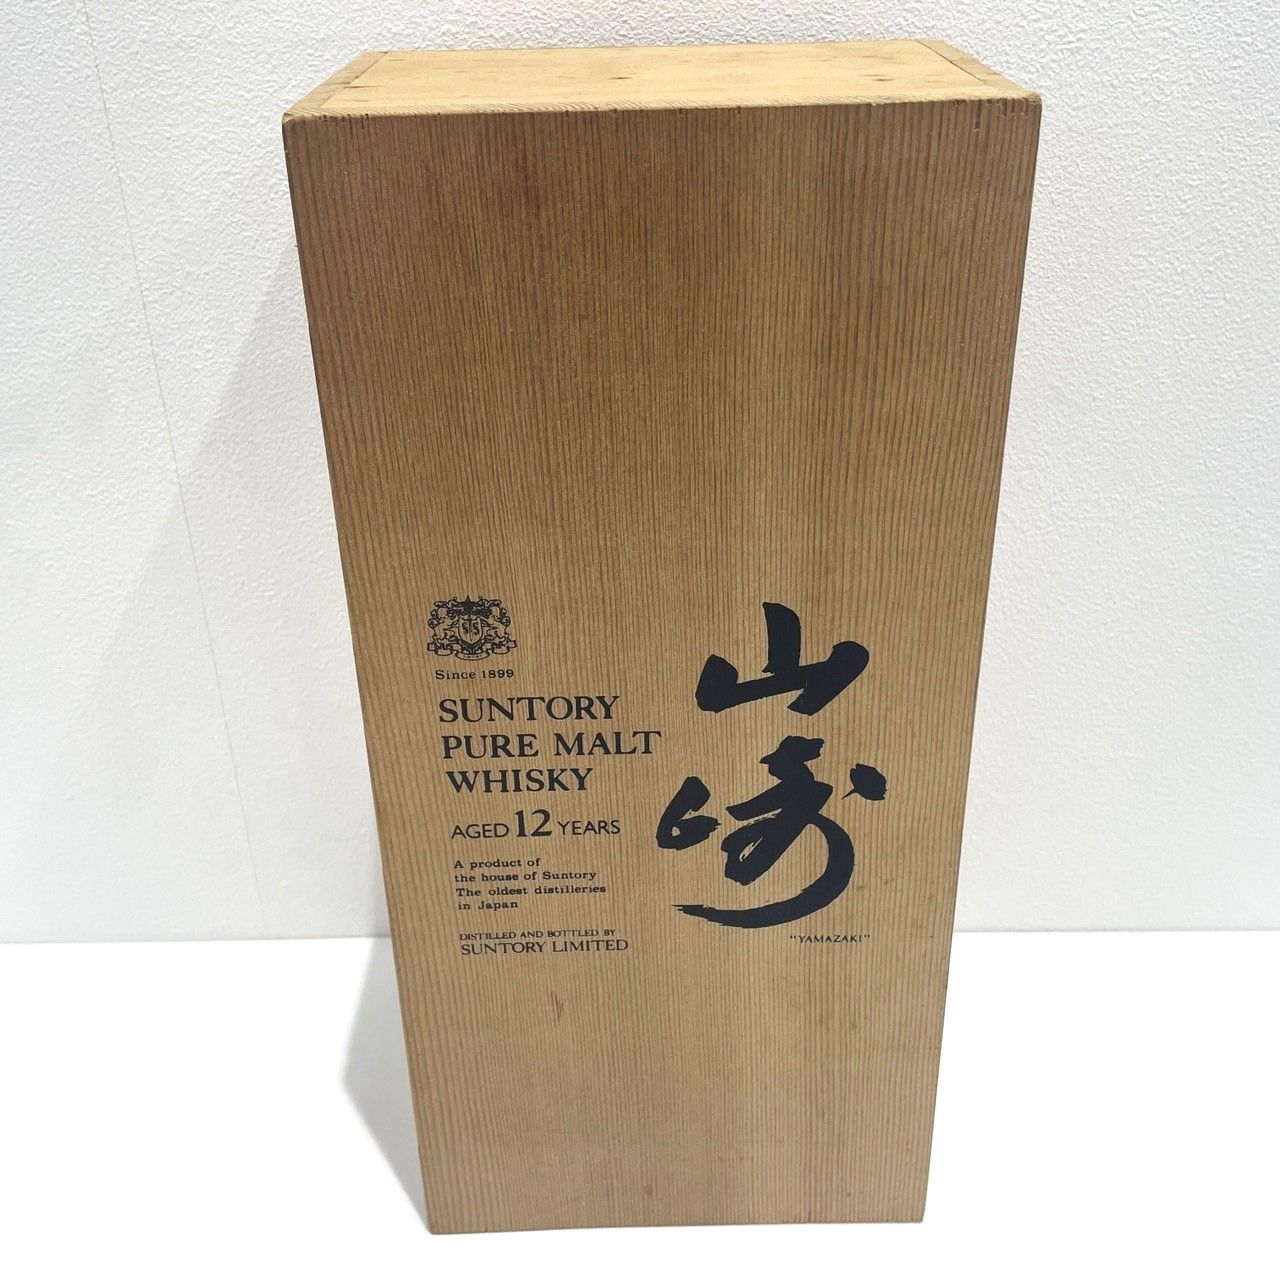 Since 1899
SUNTORY
PURE MALT
WHISKY
AGED 12 YEARS
A product of
the house of Suntory
The oldest distilleries
in Japan
DISTILLED AND BOTTLED BY
SUNTORY LIMITED
山崎
"YAMAZAKI"